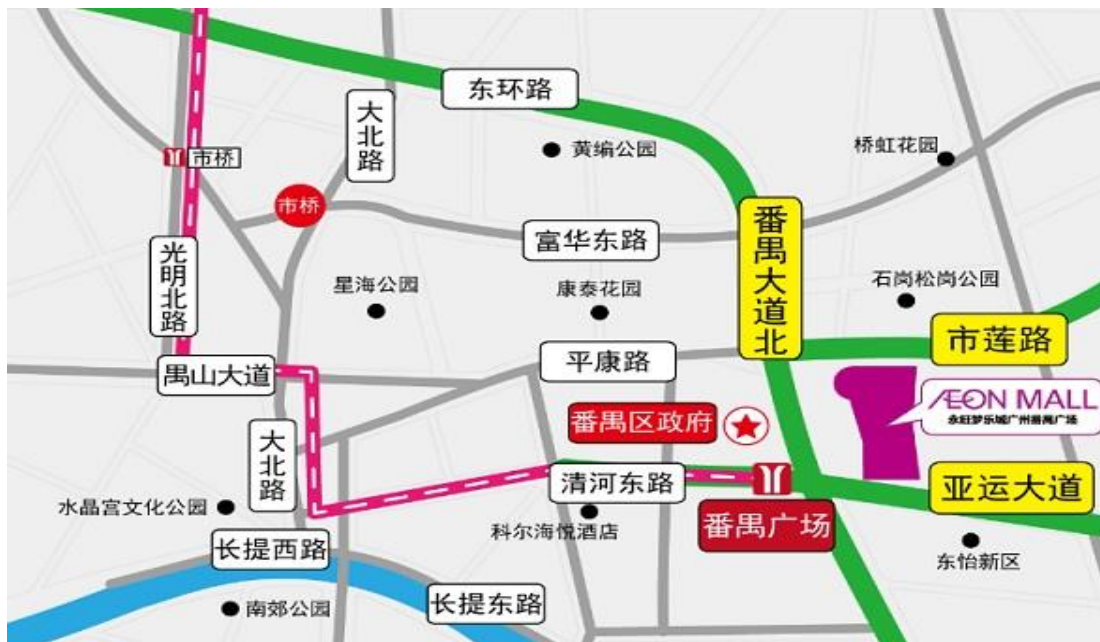 东环路
大北路
黄编公园
桥虹花园
市桥
市桥
番禺大道北
富华东路
光明北路
星海公园
康泰花园
石岗松岗公园
市莲路
平康路
禺山大道
ÆON MALL
永旺梦乐城广州番禺广场
番禺区政府
大北路
清河东路
亚运大道
水晶宫文化公园
科尔海悦酒店
番禺广场
长提西路
东怡新区
长提东路
南郊公园